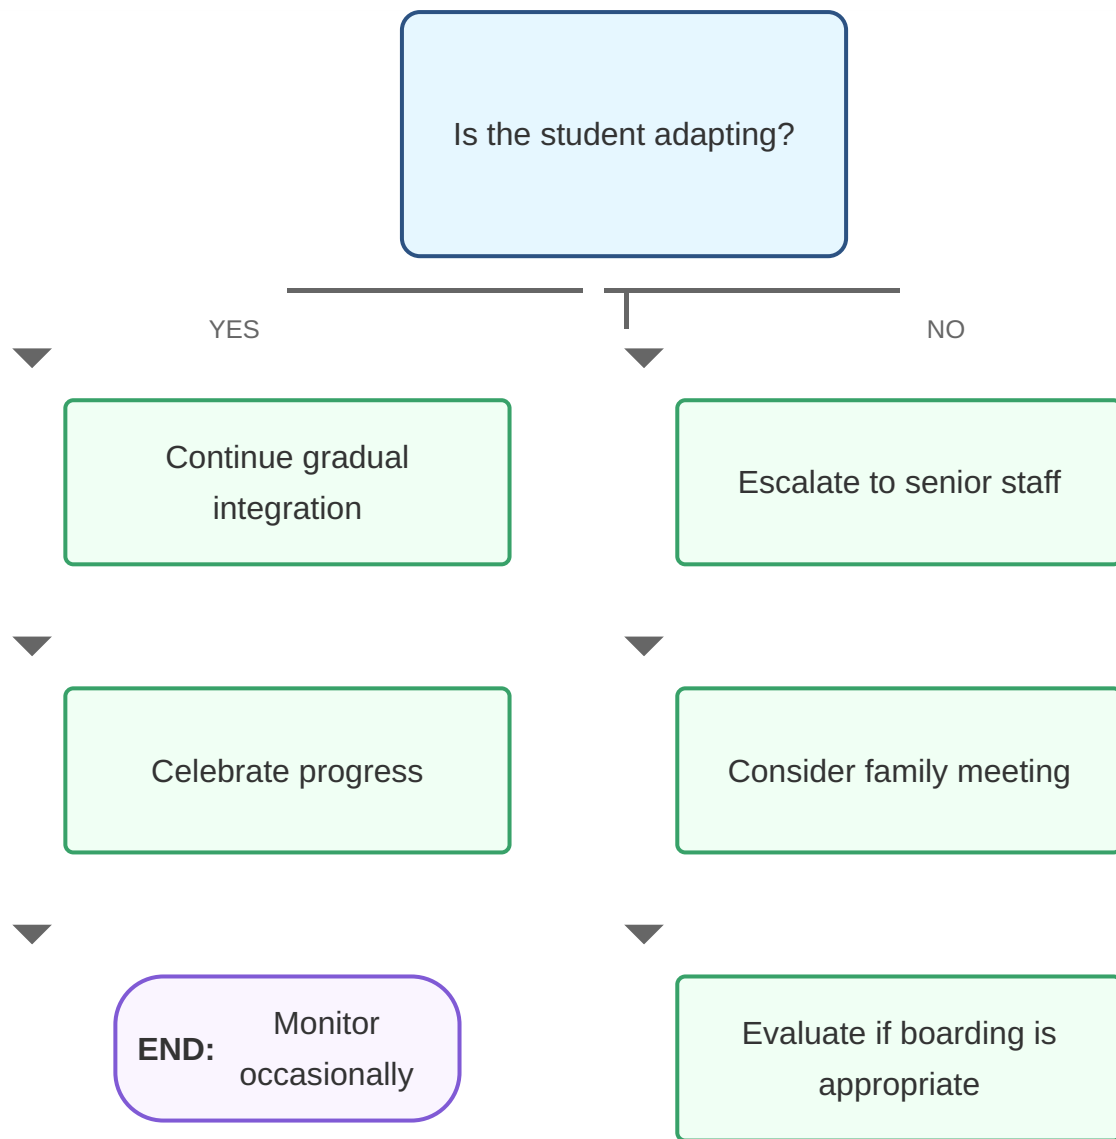 Is the student adapting?
YES
NO
Continue gradual
integration
Escalate to senior staff
Celebrate progress
Consider family meeting
END:
Monitor
occasionally
Evaluate if boarding is
appropriate